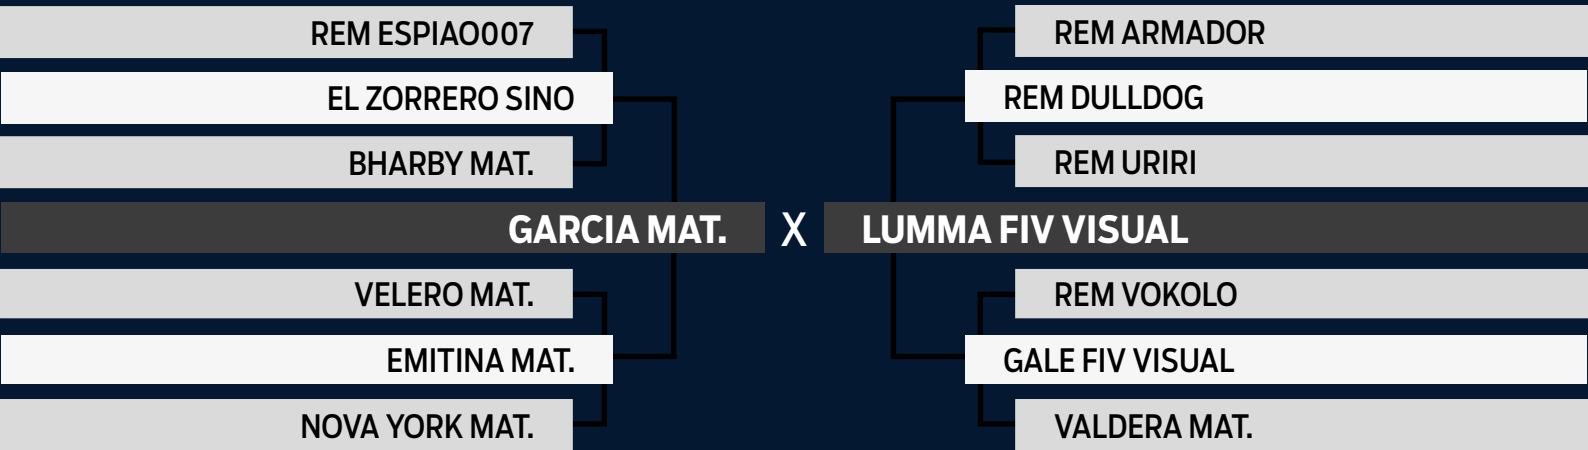 REM ESPIAO007
REM ARMADOR
EL ZORRERO SINO
REM DULLDOG
BHARBY MAT.
REM URIRI
GARCIA MAT. X LUMMA FIV VISUAL
VELERO MAT.
REM VOKOLO
EMITINA MAT.
GALE FIV VISUAL
NOVA YORK MAT.
VALDERA MAT.